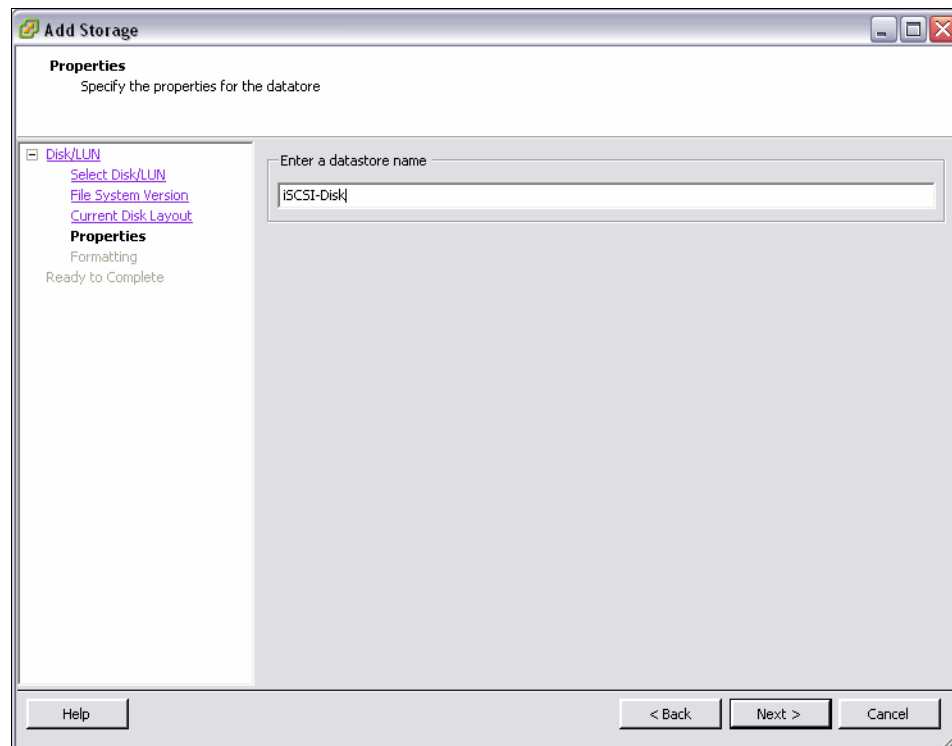 Add Storage
Properties
Specify the properties for the datatore
Disk/LUN
Select Disk/LUN
File System Version
Current Disk Layout
Properties
Formatting
Ready to Complete
Enter a datastore name
iSCSI-Disk
Help
< Back
Next >
Cancel